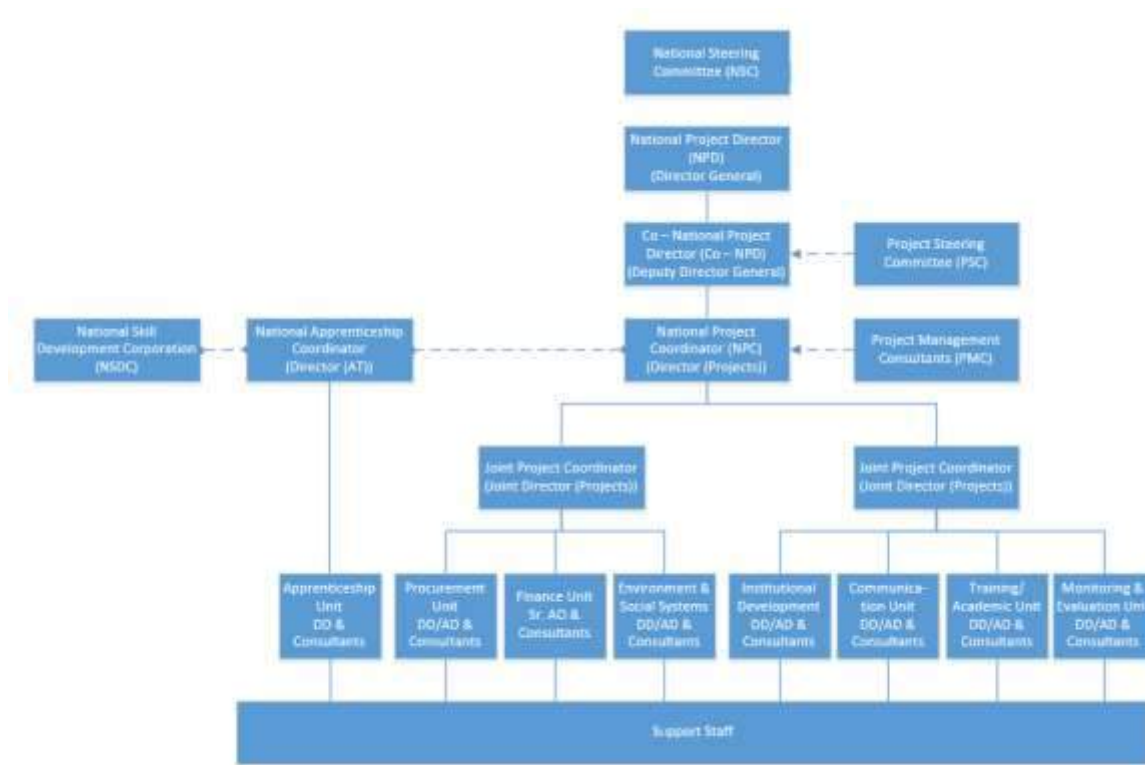 National Steering
Committee (NSC)
National Project Director
(NPD)
(Director General)
Co – National Project
Director (Co – NPD)
(Deputy Director General)
Project Steering
Committee (PSC)
National Skill
Development Corporation
(NSDC)
National Apprenticeship
Coordinator
(Director (AT))
National Project
Coordinator (NPC)
(Director (Projects))
Project Management
Consultants (PMC)
Joint Project Coordinator
(Joint Director (Projects))
Joint Project Coordinator
(Joint Director (Projects))
Apprenticeship
Unit
DD &
Consultants
Procurement
Unit
DD/AD &
Consultants
Finance Unit
Sr. AO &
Consultants
Environment &
Social Systems
DD/AD &
Consultants
Institutional
Development
DD/AD &
Consultants
Communica-
tion Unit
DD/AD &
Consultants
Training/
Academic Unit
DD/AD &
Consultants
Monitoring &
Evaluation Unit
DD/AD &
Consultants
Support Staff